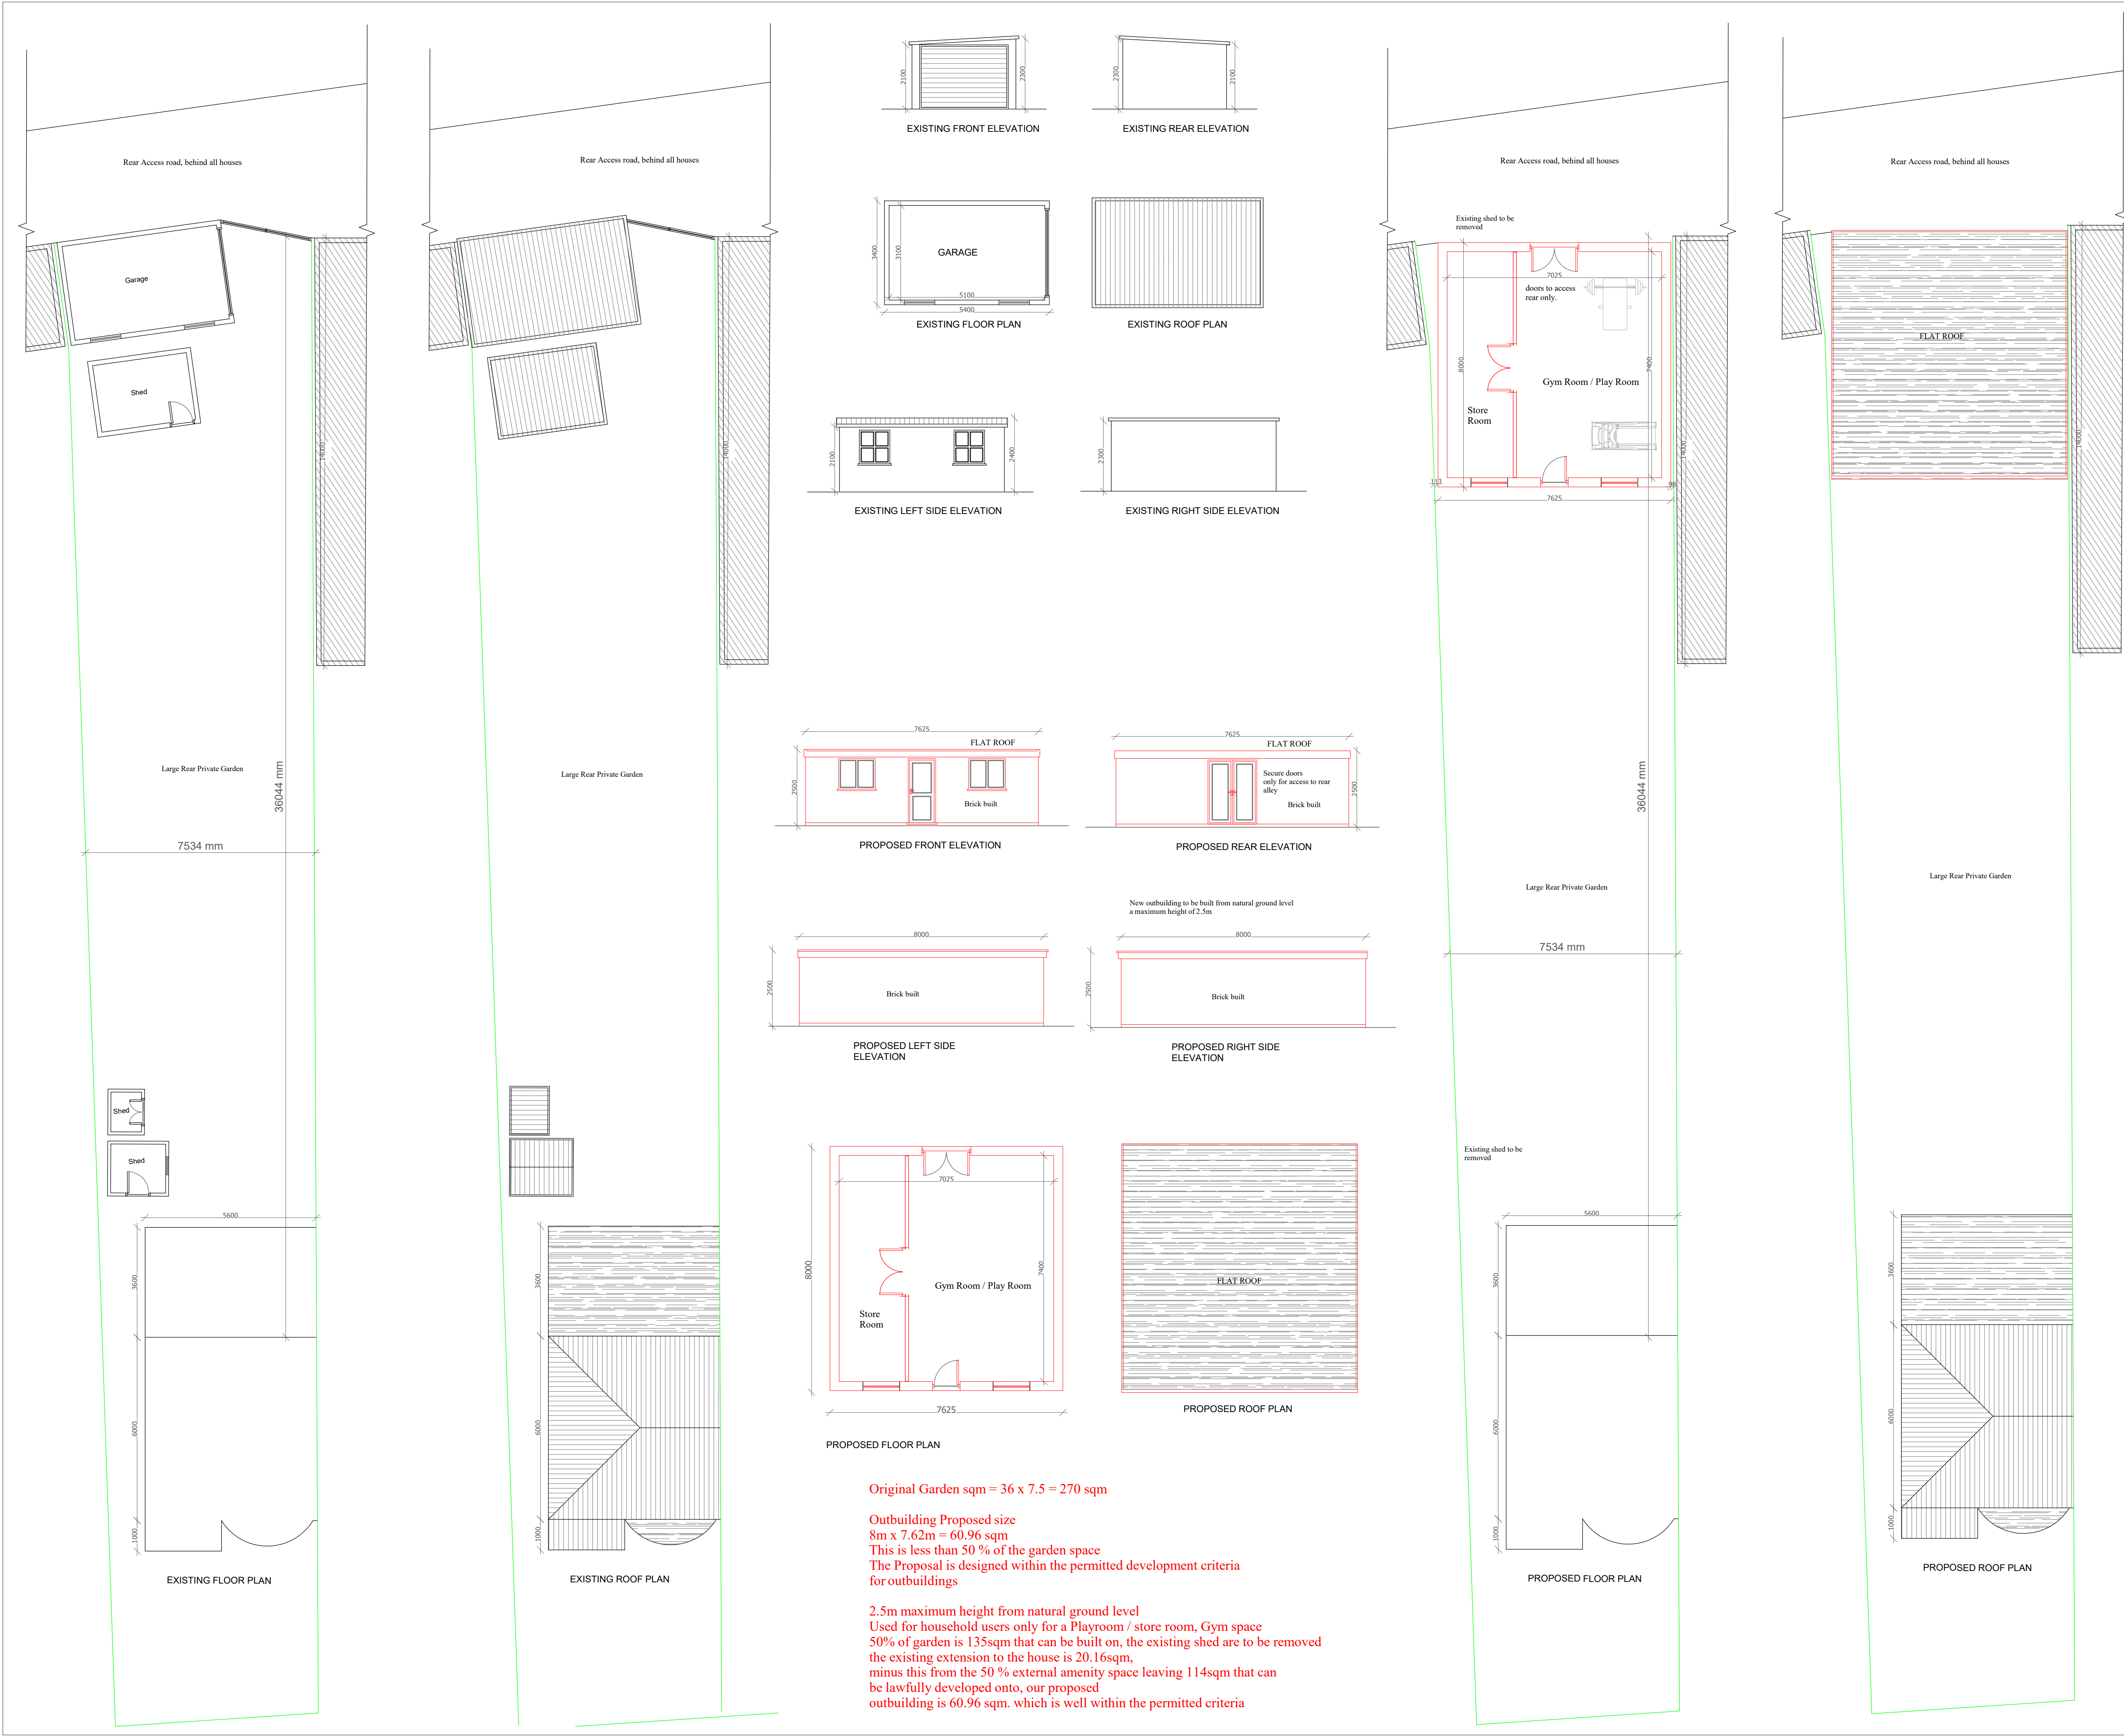 Rear Access road, behind all houses
Garage
Shed
14000
Large Rear Private Garden
36044 mm
7534 mm
Shed
Shed
5600
3600
6000
1000
EXISTING FLOOR PLAN
Rear Access road, behind all houses
14000
Large Rear Private Garden
3600
6000
1000
EXISTING ROOF PLAN
2100
2300
EXISTING FRONT ELEVATION
2300
2100
EXISTING REAR ELEVATION
3400
3100
GARAGE
5100
5400
EXISTING FLOOR PLAN
EXISTING ROOF PLAN
2100
2400
EXISTING LEFT SIDE ELEVATION
2300
EXISTING RIGHT SIDE ELEVATION
7625
FLAT ROOF
2500
Brick built
PROPOSED FRONT ELEVATION
7625
FLAT ROOF
Secure doors
only for access to rear
alley
Brick built
2500
PROPOSED REAR ELEVATION
New outbuilding to be built from natural ground level
a maximum height of 2.5m
8000
2500
Brick built
PROPOSED LEFT SIDE
ELEVATION
8000
2500
Brick built
PROPOSED RIGHT SIDE
ELEVATION
7025
8000
7400
Gym Room / Play Room
Store
Room
7625
PROPOSED FLOOR PLAN
FLAT ROOF
PROPOSED ROOF PLAN
Original Garden sqm = 36 x 7.5 = 270 sqm
Outbuilding Proposed size
8m x 7.62m = 60.96 sqm
This is less than 50 % of the garden space
The Proposal is designed within the permitted development criteria
for outbuildings
2.5m maximum height from natural ground level
Used for household users only for a Playroom / store room, Gym space
50% of garden is 135sqm that can be built on, the existing shed are to be removed
the existing extension to the house is 20.16sqm,
minus this from the 50 % external amenity space leaving 114sqm that can
be lawfully developed onto, our proposed
outbuilding is 60.96 sqm. which is well within the permitted criteria
Rear Access road, behind all houses
Existing shed to be
removed
7025
doors to access
rear only.
8000
7400
Gym Room / Play Room
Store
Room
14000
113
98
7625
36044 mm
Large Rear Private Garden
7534 mm
Existing shed to be
removed
5600
3600
6000
1000
PROPOSED FLOOR PLAN
Rear Access road, behind all houses
FLAT ROOF
14000
Large Rear Private Garden
3600
6000
1000
PROPOSED ROOF PLAN